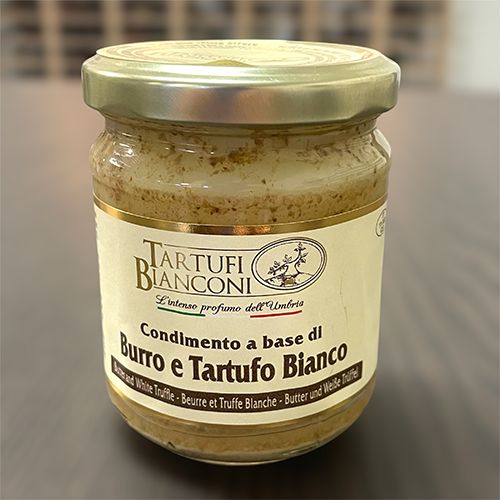 TARTUFI
BIANCONI
L'intenso profumo dell'Umbria
Condimento a base di
Burro e Tartufo Bianco
Butter and White Truffle - Beurre et Truffe Blanche - Butter und Weiße Trüffel